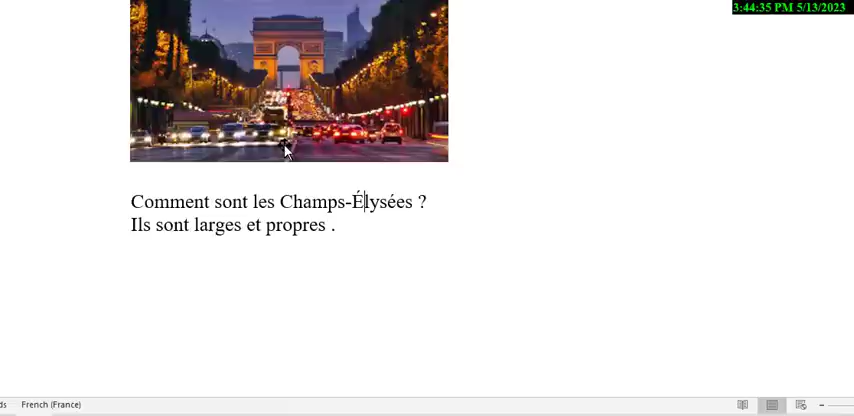 3:44:35 PM 5/13/2023
Comment sont les Champs-Élysées ?
Ils sont larges et propres .
ds French (France)